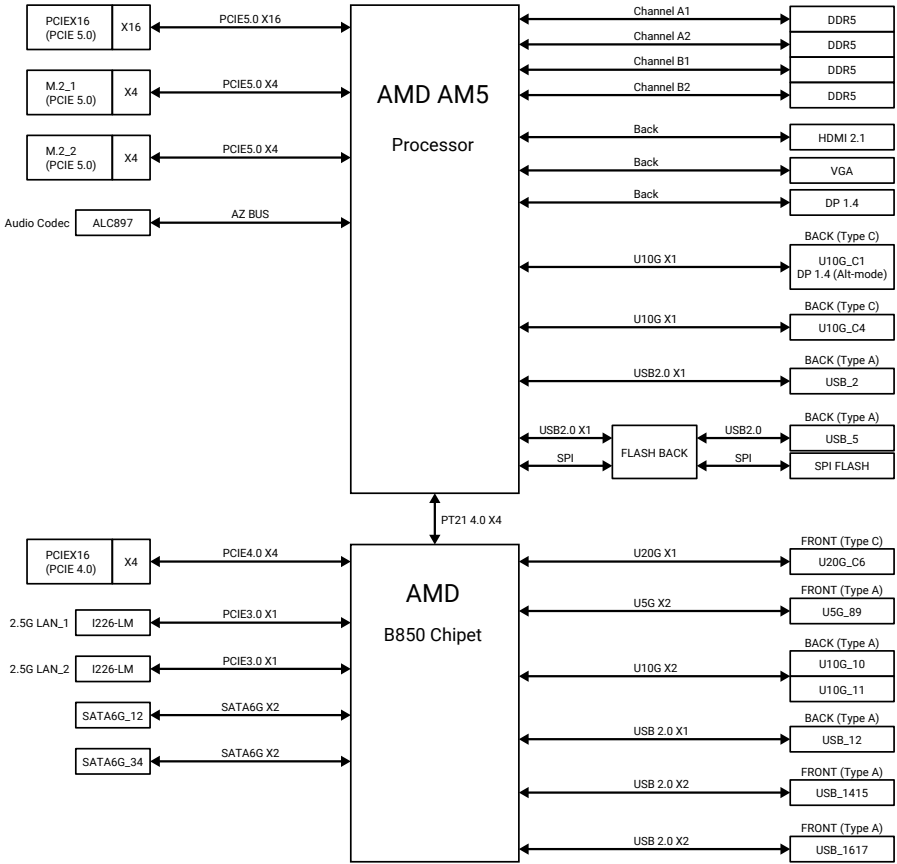 PCIEX16
(PCIE 5.0)
X16
PCIE5.0 X16
M.2_1
(PCIE 5.0)
X4
PCIE5.0 X4
M.2_2
(PCIE 5.0)
X4
PCIE5.0 X4
Audio Codec
ALC897
AZ BUS
AMD AM5
Processor
Channel A1
DDR5
Channel A2
DDR5
Channel B1
DDR5
Channel B2
DDR5
Back
HDMI 2.1
Back
VGA
Back
DP 1.4
BACK (Type C)
U10G X1
U10G_C1
DP 1.4 (Alt-mode)
BACK (Type C)
U10G X1
U10G_C4
BACK (Type A)
USB2.0 X1
USB_2
BACK (Type A)
USB2.0 X1
FLASH BACK
USB2.0
USB_5
SPI
SPI
SPI FLASH
PT21 4.0 X4
PCIEX16
(PCIE 4.0)
X4
PCIE4.0 X4
2.5G LAN_1
I226-LM
PCIE3.0 X1
2.5G LAN_2
I226-LM
PCIE3.0 X1
SATA6G_12
SATA6G X2
SATA6G_34
SATA6G X2
AMD
B850 Chipet
FRONT (Type C)
U20G X1
U20G_C6
FRONT (Type A)
U5G X2
U5G_89
BACK (Type A)
U10G X2
U10G_10
U10G_11
BACK (Type A)
USB 2.0 X1
USB_12
FRONT (Type A)
USB 2.0 X2
USB_1415
FRONT (Type A)
USB 2.0 X2
USB_1617